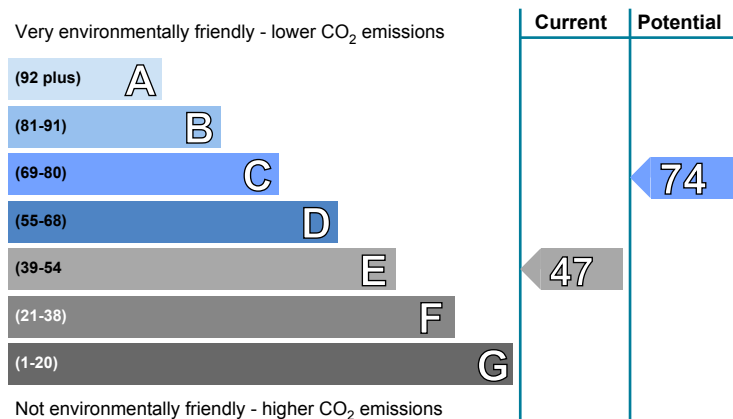 Current Potential
Very environmentally friendly - lower CO2 emissions
(92 plus) A
(81-91) B
(69-80) C
74
(55-68) D
(39-54 E
47
(21-38) F
(1-20) G
Not environmentally friendly - higher CO2 emissions